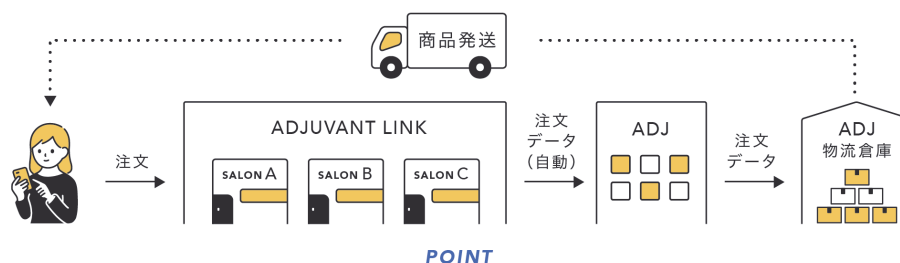 商品発送
注文
ADJUVANT LINK
SALON A
SALON B
SALON C
注文
データ
(自動)
ADJ
注文
データ
ADJ
物流倉庫
POINT